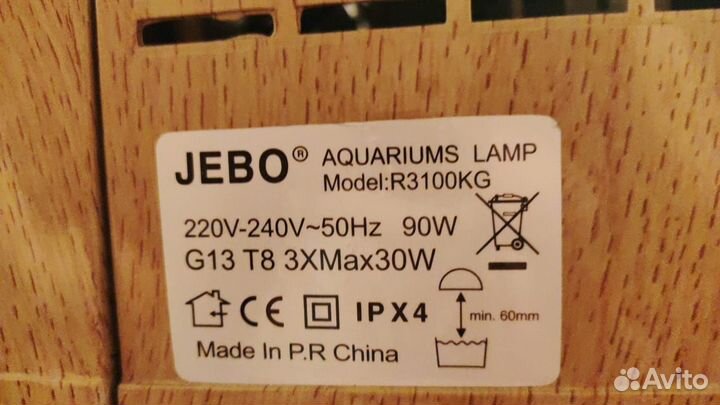 JEBO® AQUARIUMS LAMP
Model:R3100KG
220V-240V~50Hz 90W
G13 T8 3XMax30W
CE IPX4
min. 60mm
Made In P.R China
Avito